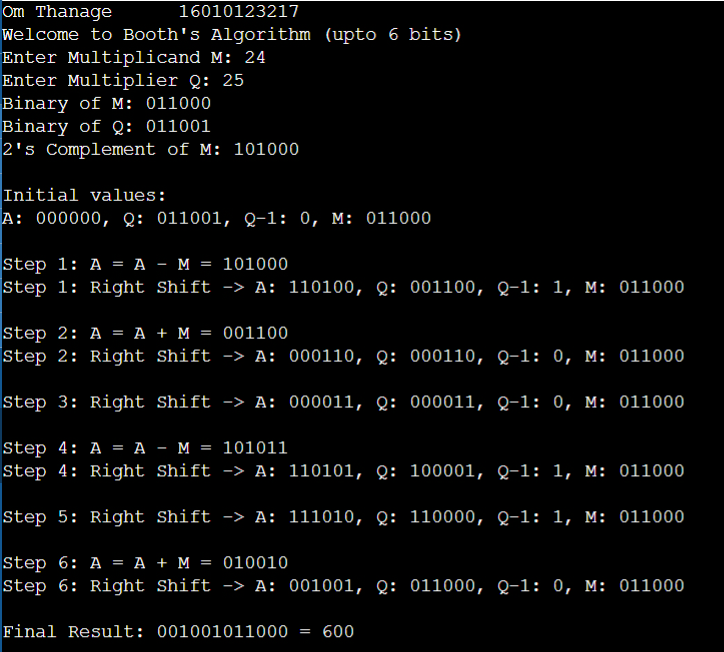 Om Thanage      16010123217
Welcome to Booth's Algorithm (upto 6 bits)
Enter Multiplicand M: 24
Enter Multiplier Q: 25
Binary of M: 011000
Binary of Q: 011001
2's Complement of M: 101000
Initial values:
A: 000000, Q: 011001, Q-1: 0, M: 011000
Step 1: A = A - M = 101000
Step 1: Right Shift -> A: 110100, Q: 001100, Q-1: 1, M: 011000
Step 2: A = A + M = 001100
Step 2: Right Shift -> A: 000110, Q: 000110, Q-1: 0, M: 011000
Step 3: Right Shift -> A: 000011, Q: 000011, Q-1: 0, M: 011000
Step 4: A = A - M = 101011
Step 4: Right Shift -> A: 110101, Q: 100001, Q-1: 1, M: 011000
Step 5: Right Shift -> A: 111010, Q: 110000, Q-1: 1, M: 011000
Step 6: A = A + M = 010010
Step 6: Right Shift -> A: 001001, Q: 011000, Q-1: 0, M: 011000
Final Result: 001001011000 = 600